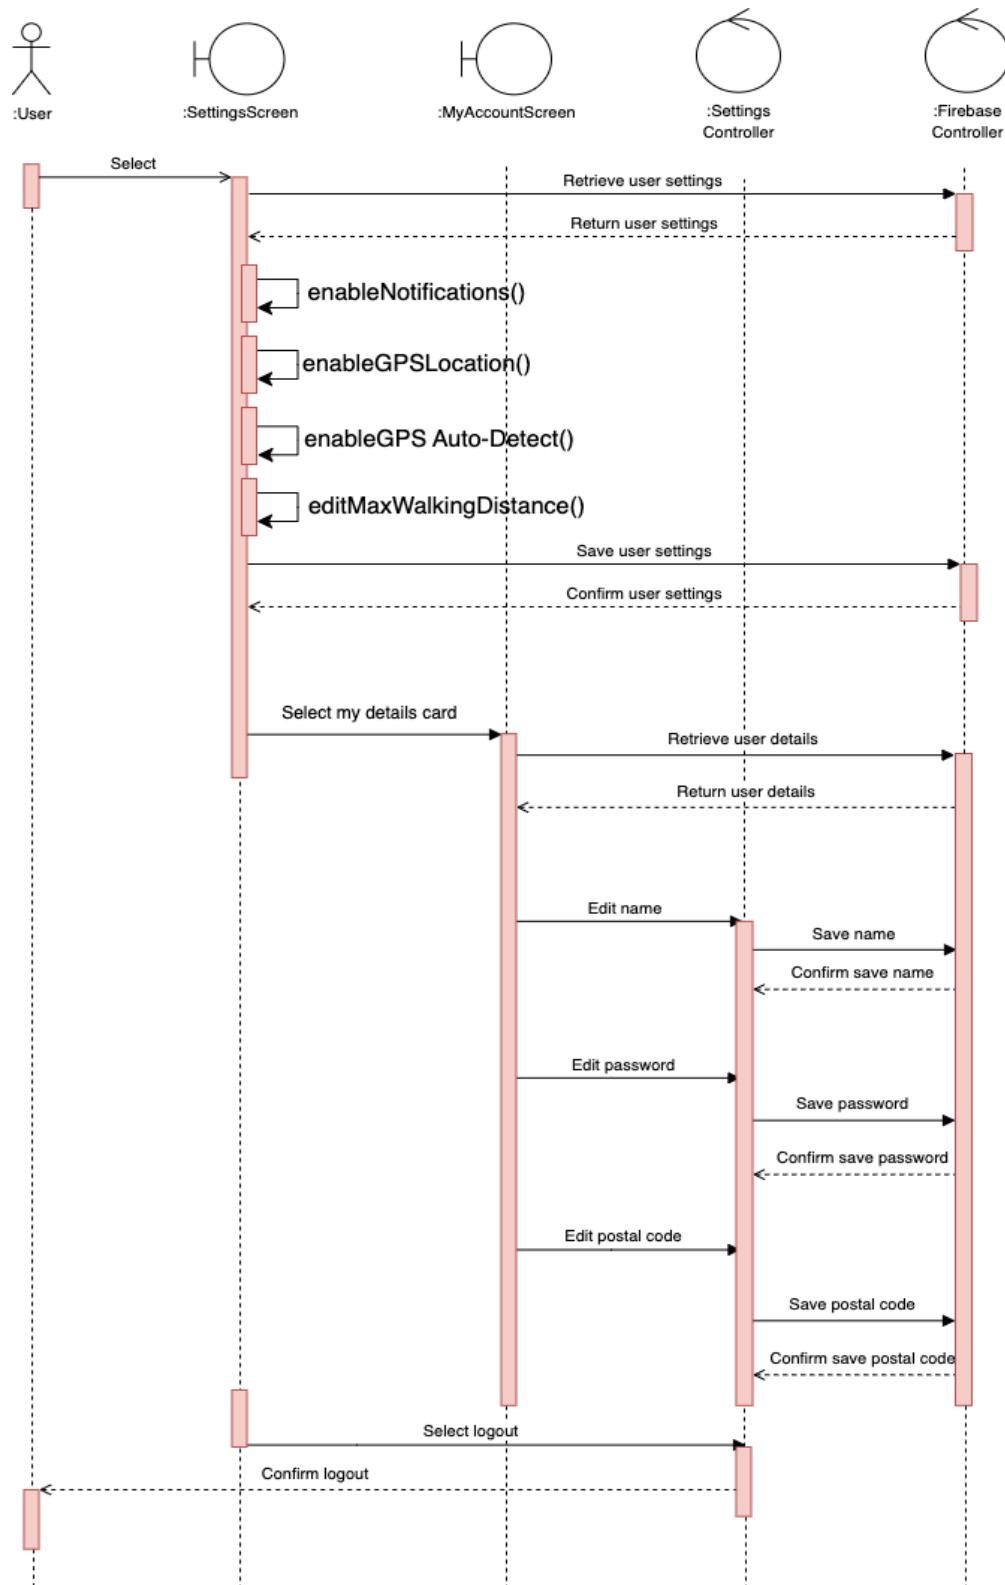 :User
:SettingsScreen
:MyAccountScreen
:Settings
Controller
:Firebase
Controller
Select
Retrieve user settings
Return user settings
enableNotifications()
enableGPSLocation()
enableGPS Auto-Detect()
editMaxWalkingDistance()
Save user settings
Confirm user settings
Select my details card
Retrieve user details
Return user details
Edit name
Save name
Confirm save name
Edit password
Save password
Confirm save password
Edit postal code
Save postal code
Confirm save postal code
Select logout
Confirm logout